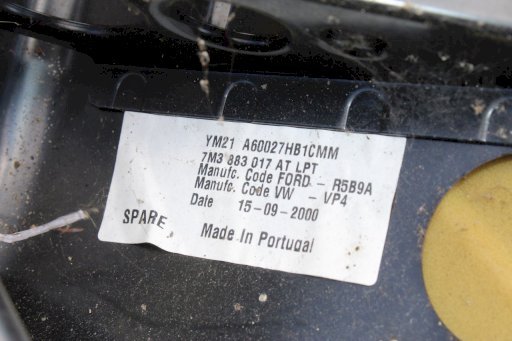 YM21 A60027HB1CMM
7M3 883 017 AT LPT
Manufc. Code FORD - R5B9A
Manufc. Code VW - VP4
Date 15-09-2000
SPARE
Made In Portugal